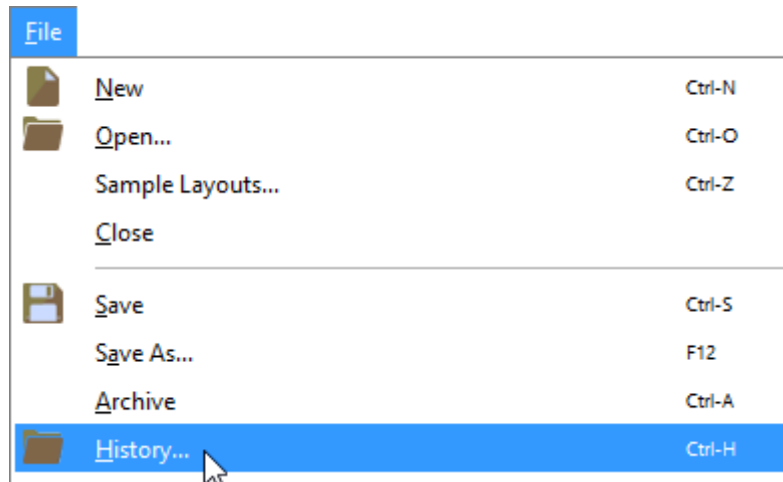 File
New Ctrl-N
Open... Ctrl-O
Sample Layouts... Ctrl-Z
Close
Save Ctrl-S
Save As... F12
Archive Ctrl-A
History... Ctrl-H